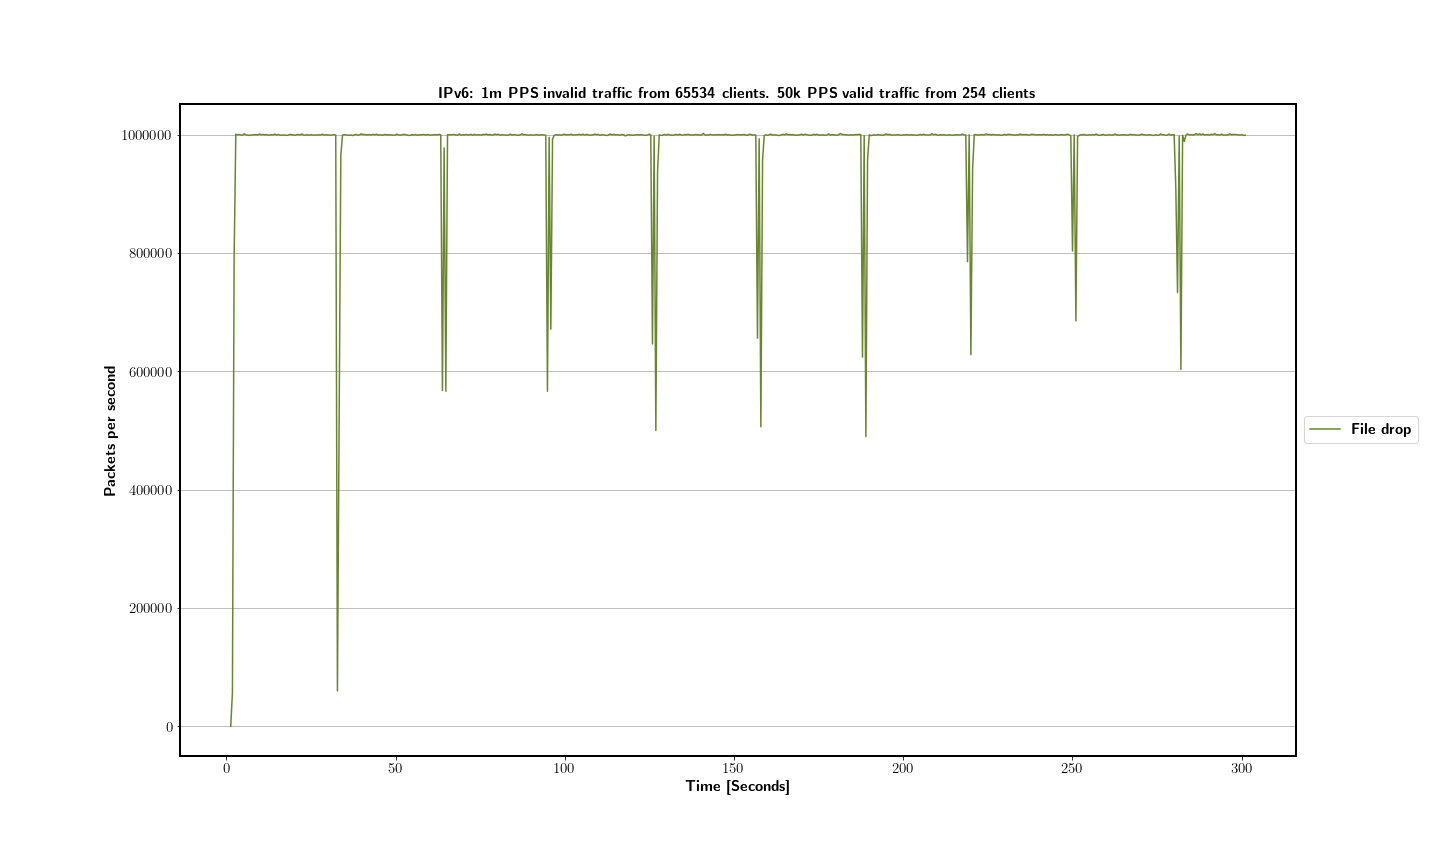 IPv6: 1m PPS invalid traffic from 65534 clients. 50k PPS valid traffic from 254 clients
1000000
800000
600000
400000
200000
0
Packets per second
File drop
0 50 100 150 200 250 300
Time [Seconds]